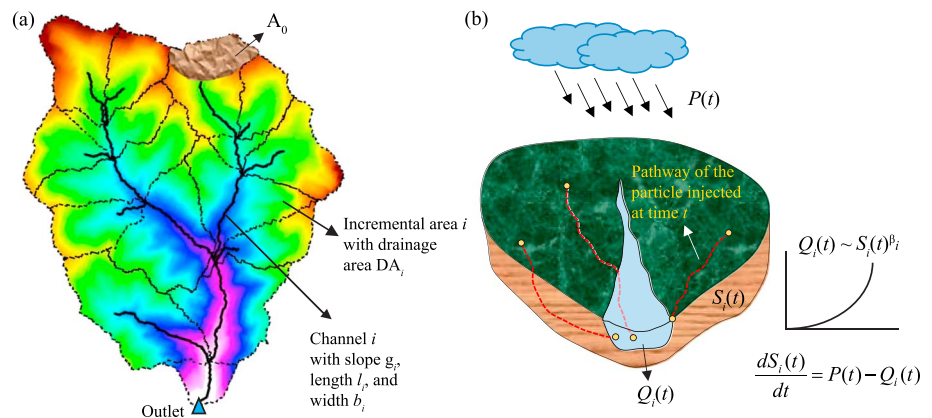 (a)
A₀
Incremental area i
with drainage
area DAᵢ
Channel i
with slope gᵢ,
length lᵢ, and
width bᵢ
Outlet
(b)
P(t)
Pathway of the
particle injected
at time t
Sᵢ(t)
Qᵢ(t)
Qᵢ(t) ~ Sᵢ(t)^βᵢ
dSᵢ(t)/dt = P(t) − Qᵢ(t)